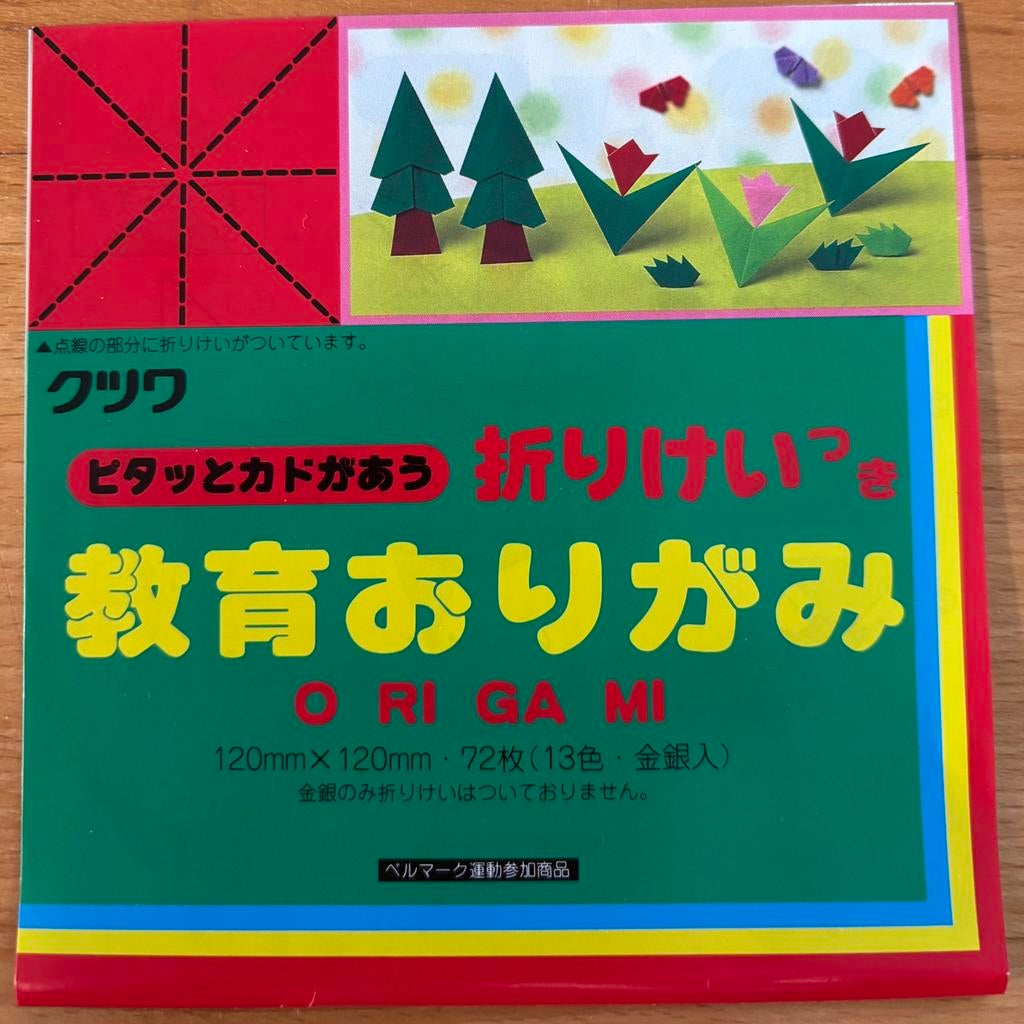 ▲点線の部分に折りけいがついています。
クツワ
ピタッとカドがあう 折りけいつき
教育おりがみ
O RI GA MI
120mm×120mm・72枚(13色・金銀入)
金銀のみ折りけいはついておりません。
ベルマーク運動参加商品